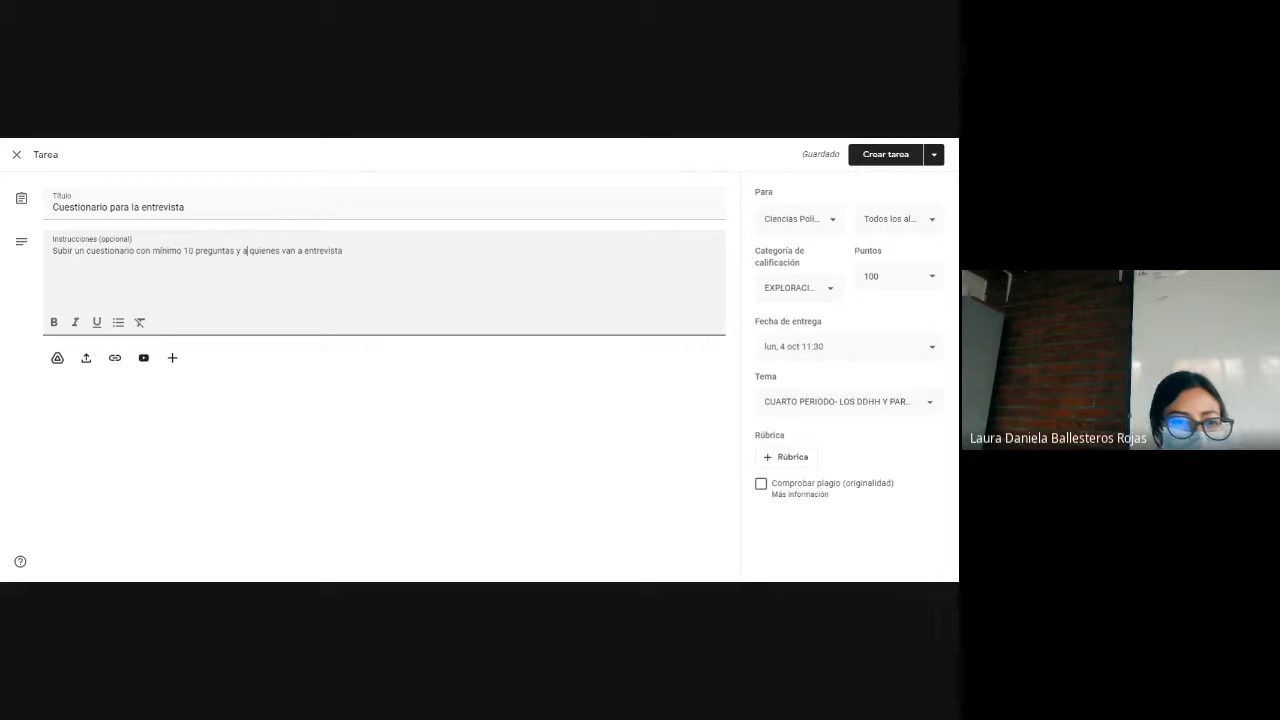 Tarea
Guardado
Crear tarea
Título
Cuestionario para la entrevista
Instrucciones (opcional)
Subir un cuestionario con mínimo 10 preguntas y a quienes van a entrevista
Para
Ciencias Polí...
Todos los al...
Categoría de
calificación
Puntos
EXPLORACI...
100
Fecha de entrega
lun, 4 oct 11:30
Tema
CUARTO PERIODO- LOS DDHH Y PAR...
Rúbrica
+ Rúbrica
Comprobar plagio (originalidad)
Más información
Laura Daniela Ballesteros Rojas